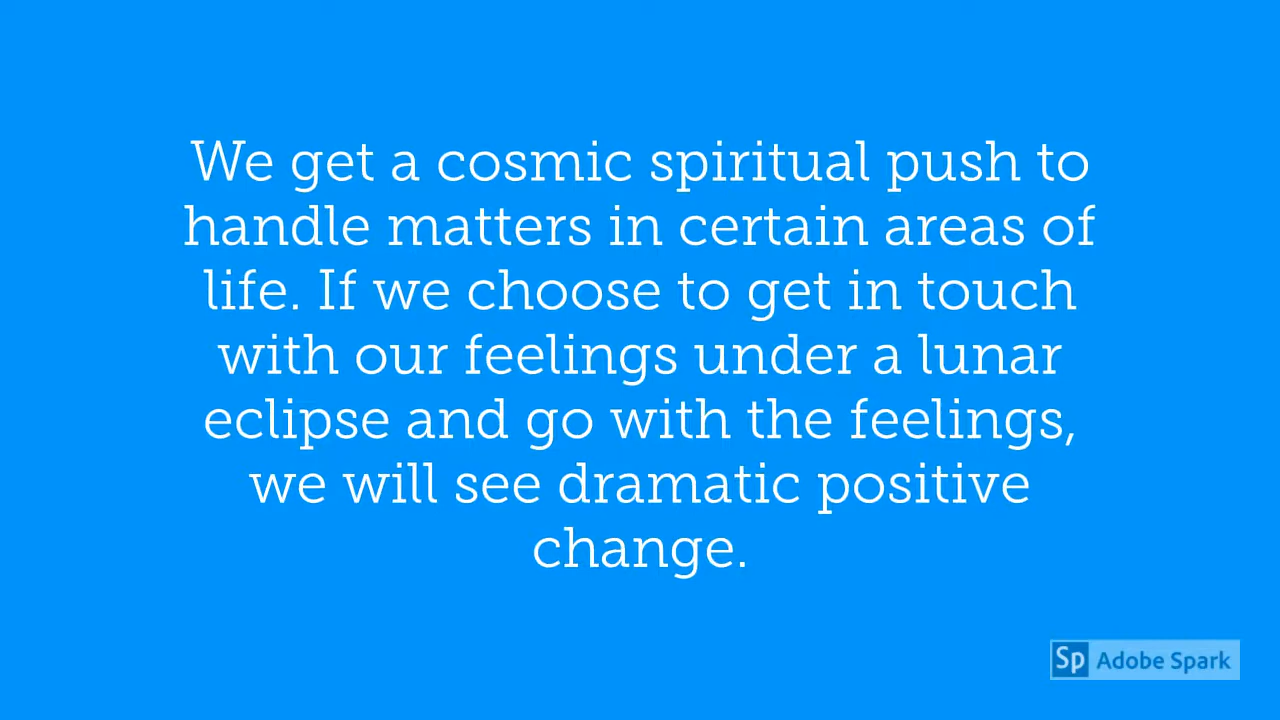 We get a cosmic spiritual push to
handle matters in certain areas of
life. If we choose to get in touch
with our feelings under a lunar
eclipse and go with the feelings,
we will see dramatic positive
change.
Sp Adobe Spark